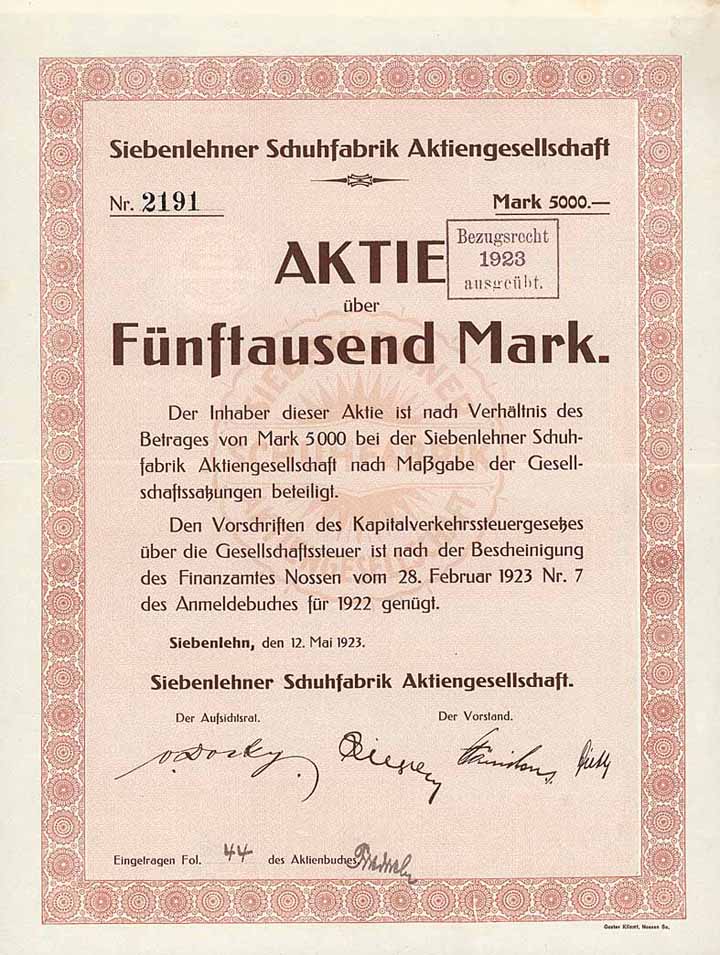 Siebenlehner Schuhfabrik Aktiengesellschaft
Nr. 2191 Mark 5000.—
AKTIE
Bezugsrecht
1923
ausgeübt.
über
Fünftausend Mark.
Der Inhaber dieser Aktie ist nach Verhältnis des
Betrages von Mark 5000 bei der Siebenlehner Schuh-
fabrik Aktiengesellschaft nach Maßgabe der Gesell-
schaftssatzungen beteiligt.
Den Vorschriften des Kapitalverkehrssteuergesetzes
über die Gesellschaftssteuer ist nach der Bescheinigung
des Finanzamtes Nossen vom 28. Februar 1923 Nr. 7
des Anmeldebuches für 1922 genügt.
Siebenlehn, den 12. Mai 1923.
Siebenlehner Schuhfabrik Aktiengesellschaft.
Der Aufsichtsrat. Der Vorstand.
Eingetragen Fol. 44 des Aktienbuches
Gustav Klimmt, Nossen Sa.